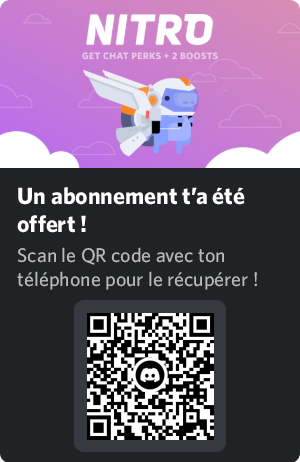 NITRO
GET CHAT PERKS + 2 BOOSTS
Un abonnement t’a été
offert !
Scan le QR code avec ton
téléphone pour le récupérer !